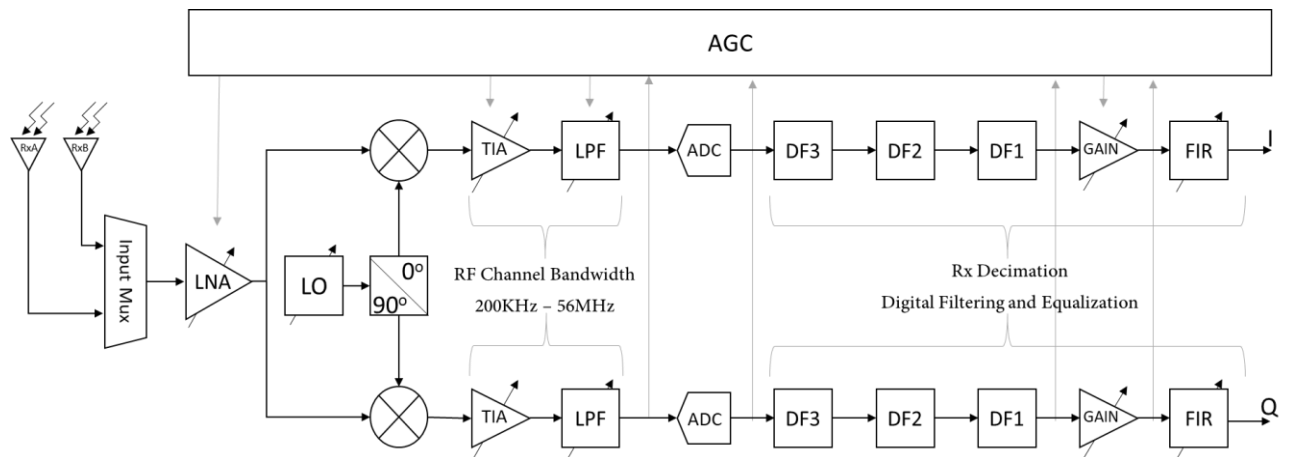 AGC
RxA
RxB
Input Mux
LNA
LO
0°
90°
TIA
LPF
ADC
DF3
DF2
DF1
GAIN
FIR
I
RF Channel Bandwidth
200KHz – 56MHz
Rx Decimation
Digital Filtering and Equalization
TIA
LPF
ADC
DF3
DF2
DF1
GAIN
FIR
Q